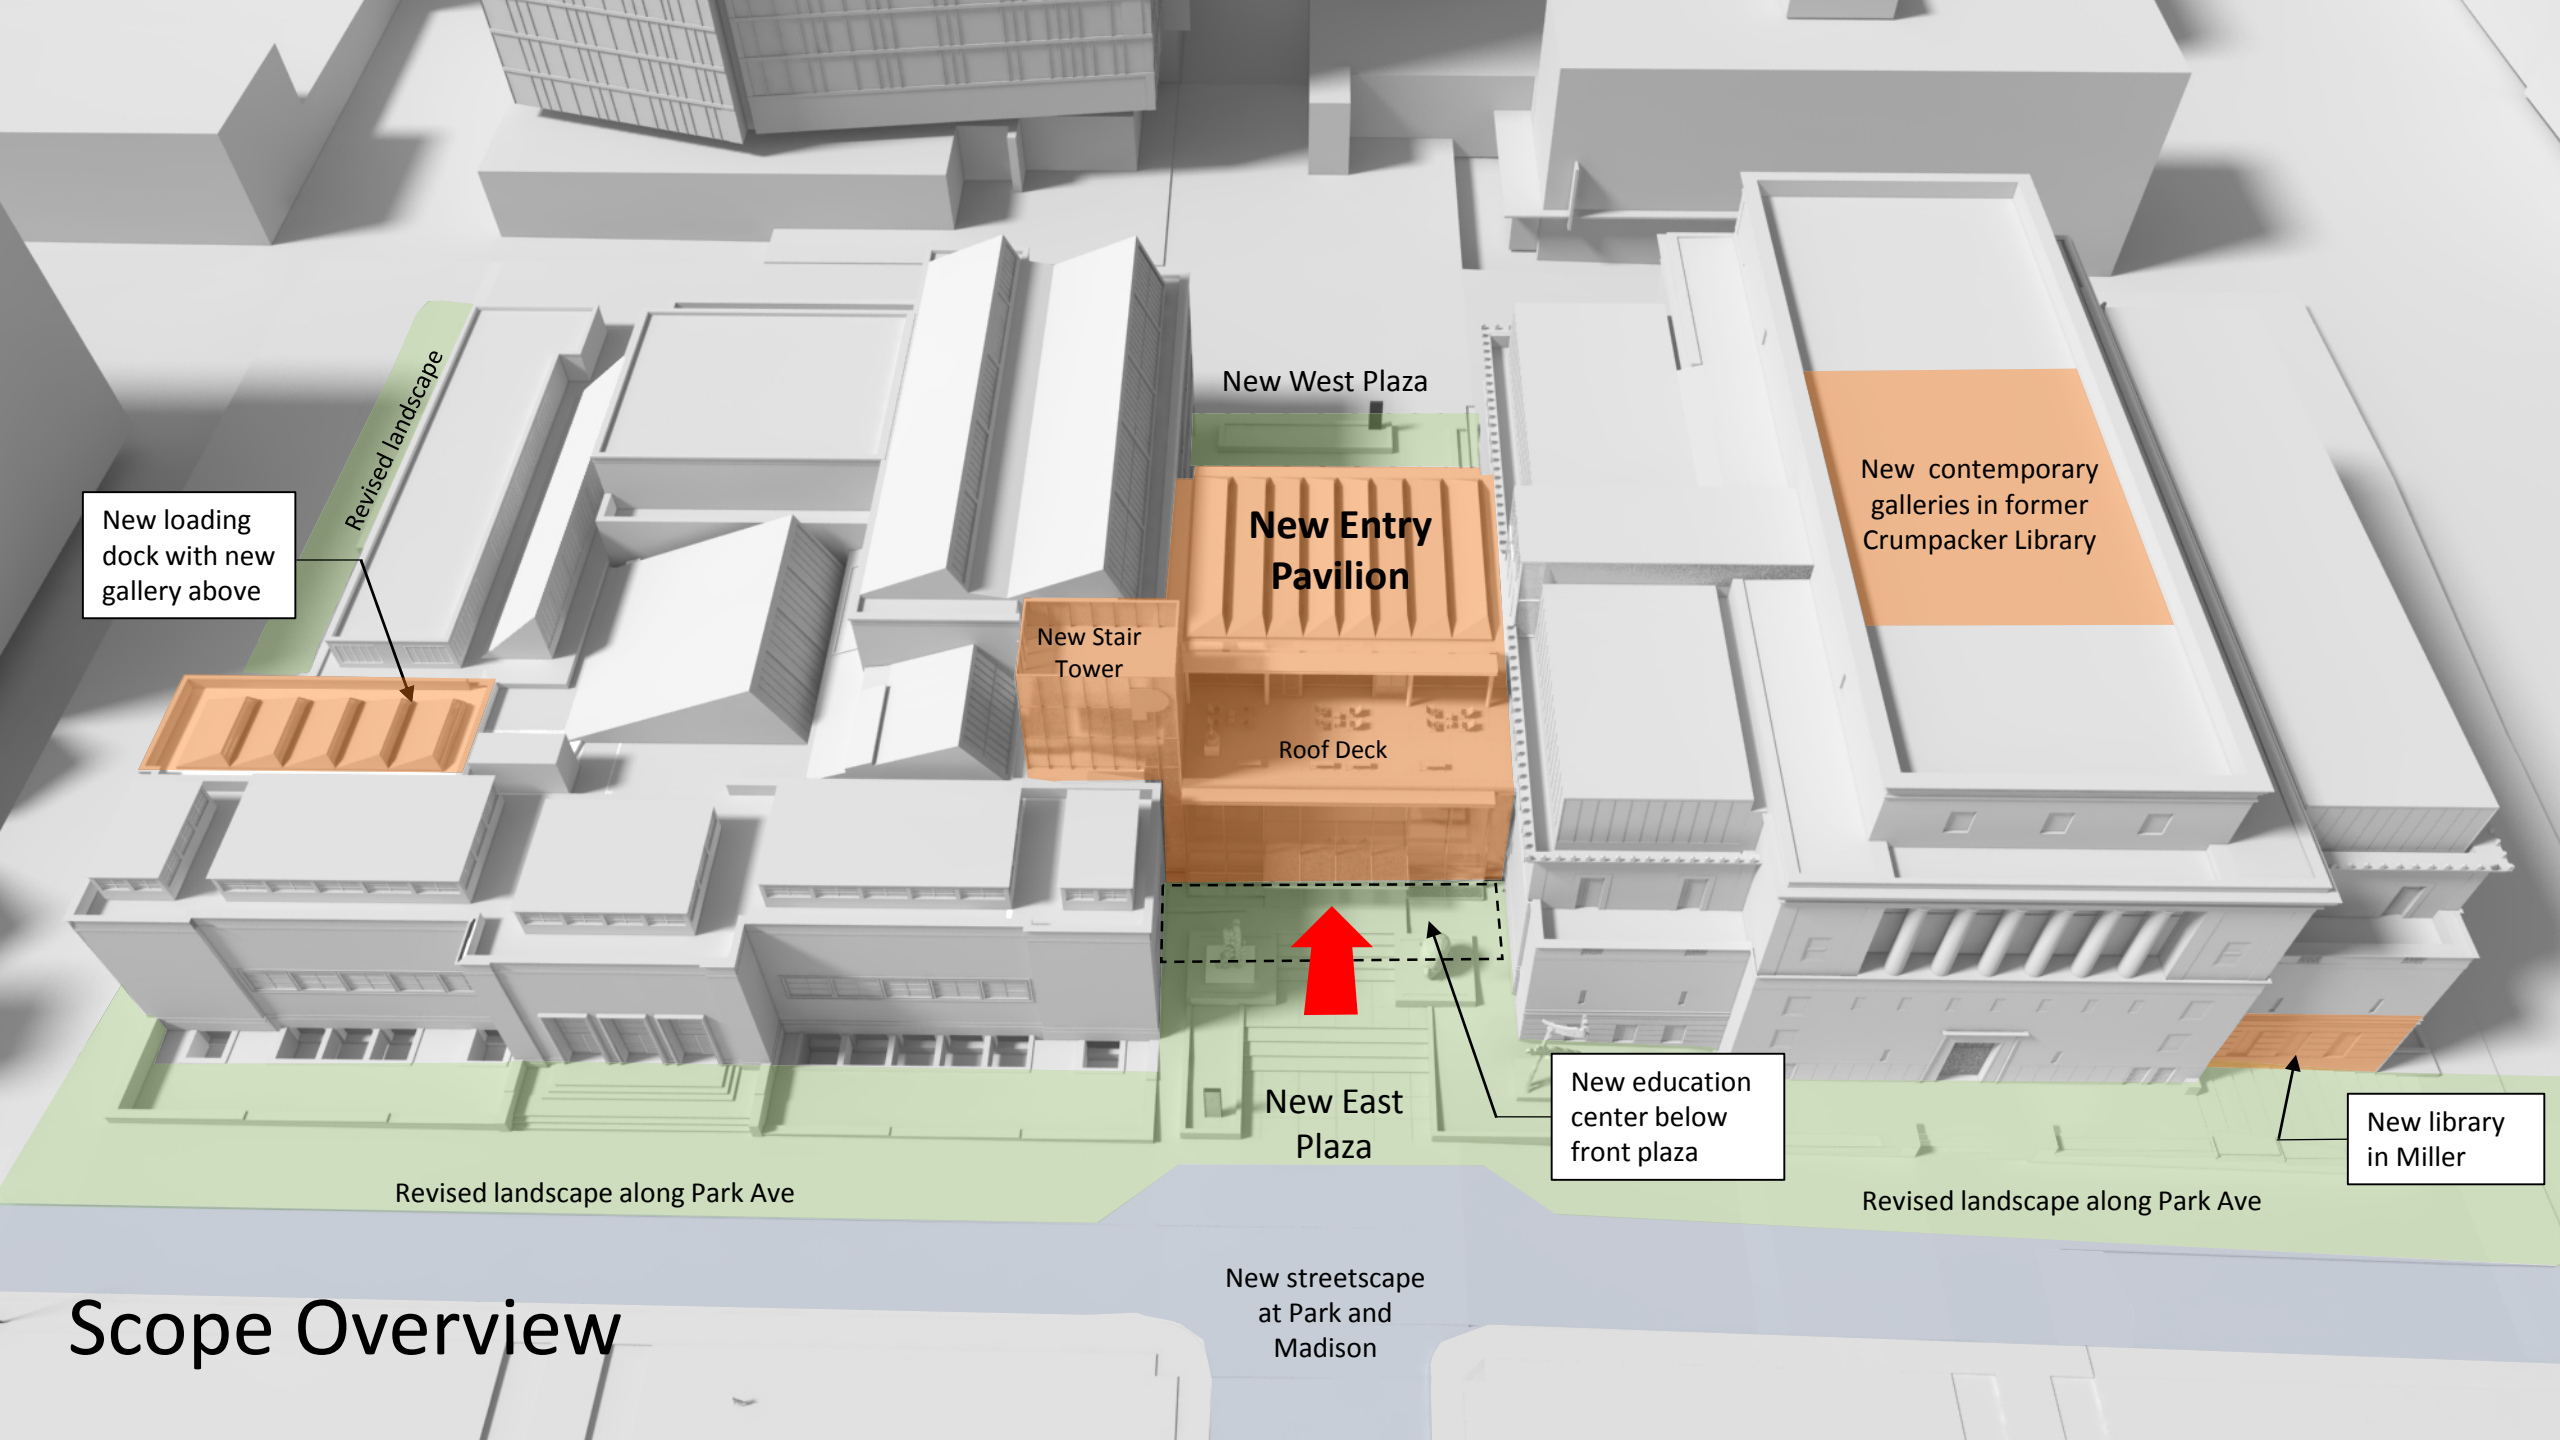 New West Plaza
Revised landscape
New loading
dock with new
gallery above
New Entry
Pavilion
New contemporary
galleries in former
Crumpacker Library
New Stair
Tower
Roof Deck
New East
Plaza
New education
center below
front plaza
New library
in Miller
Revised landscape along Park Ave
Revised landscape along Park Ave
New streetscape
at Park and
Madison
Scope Overview